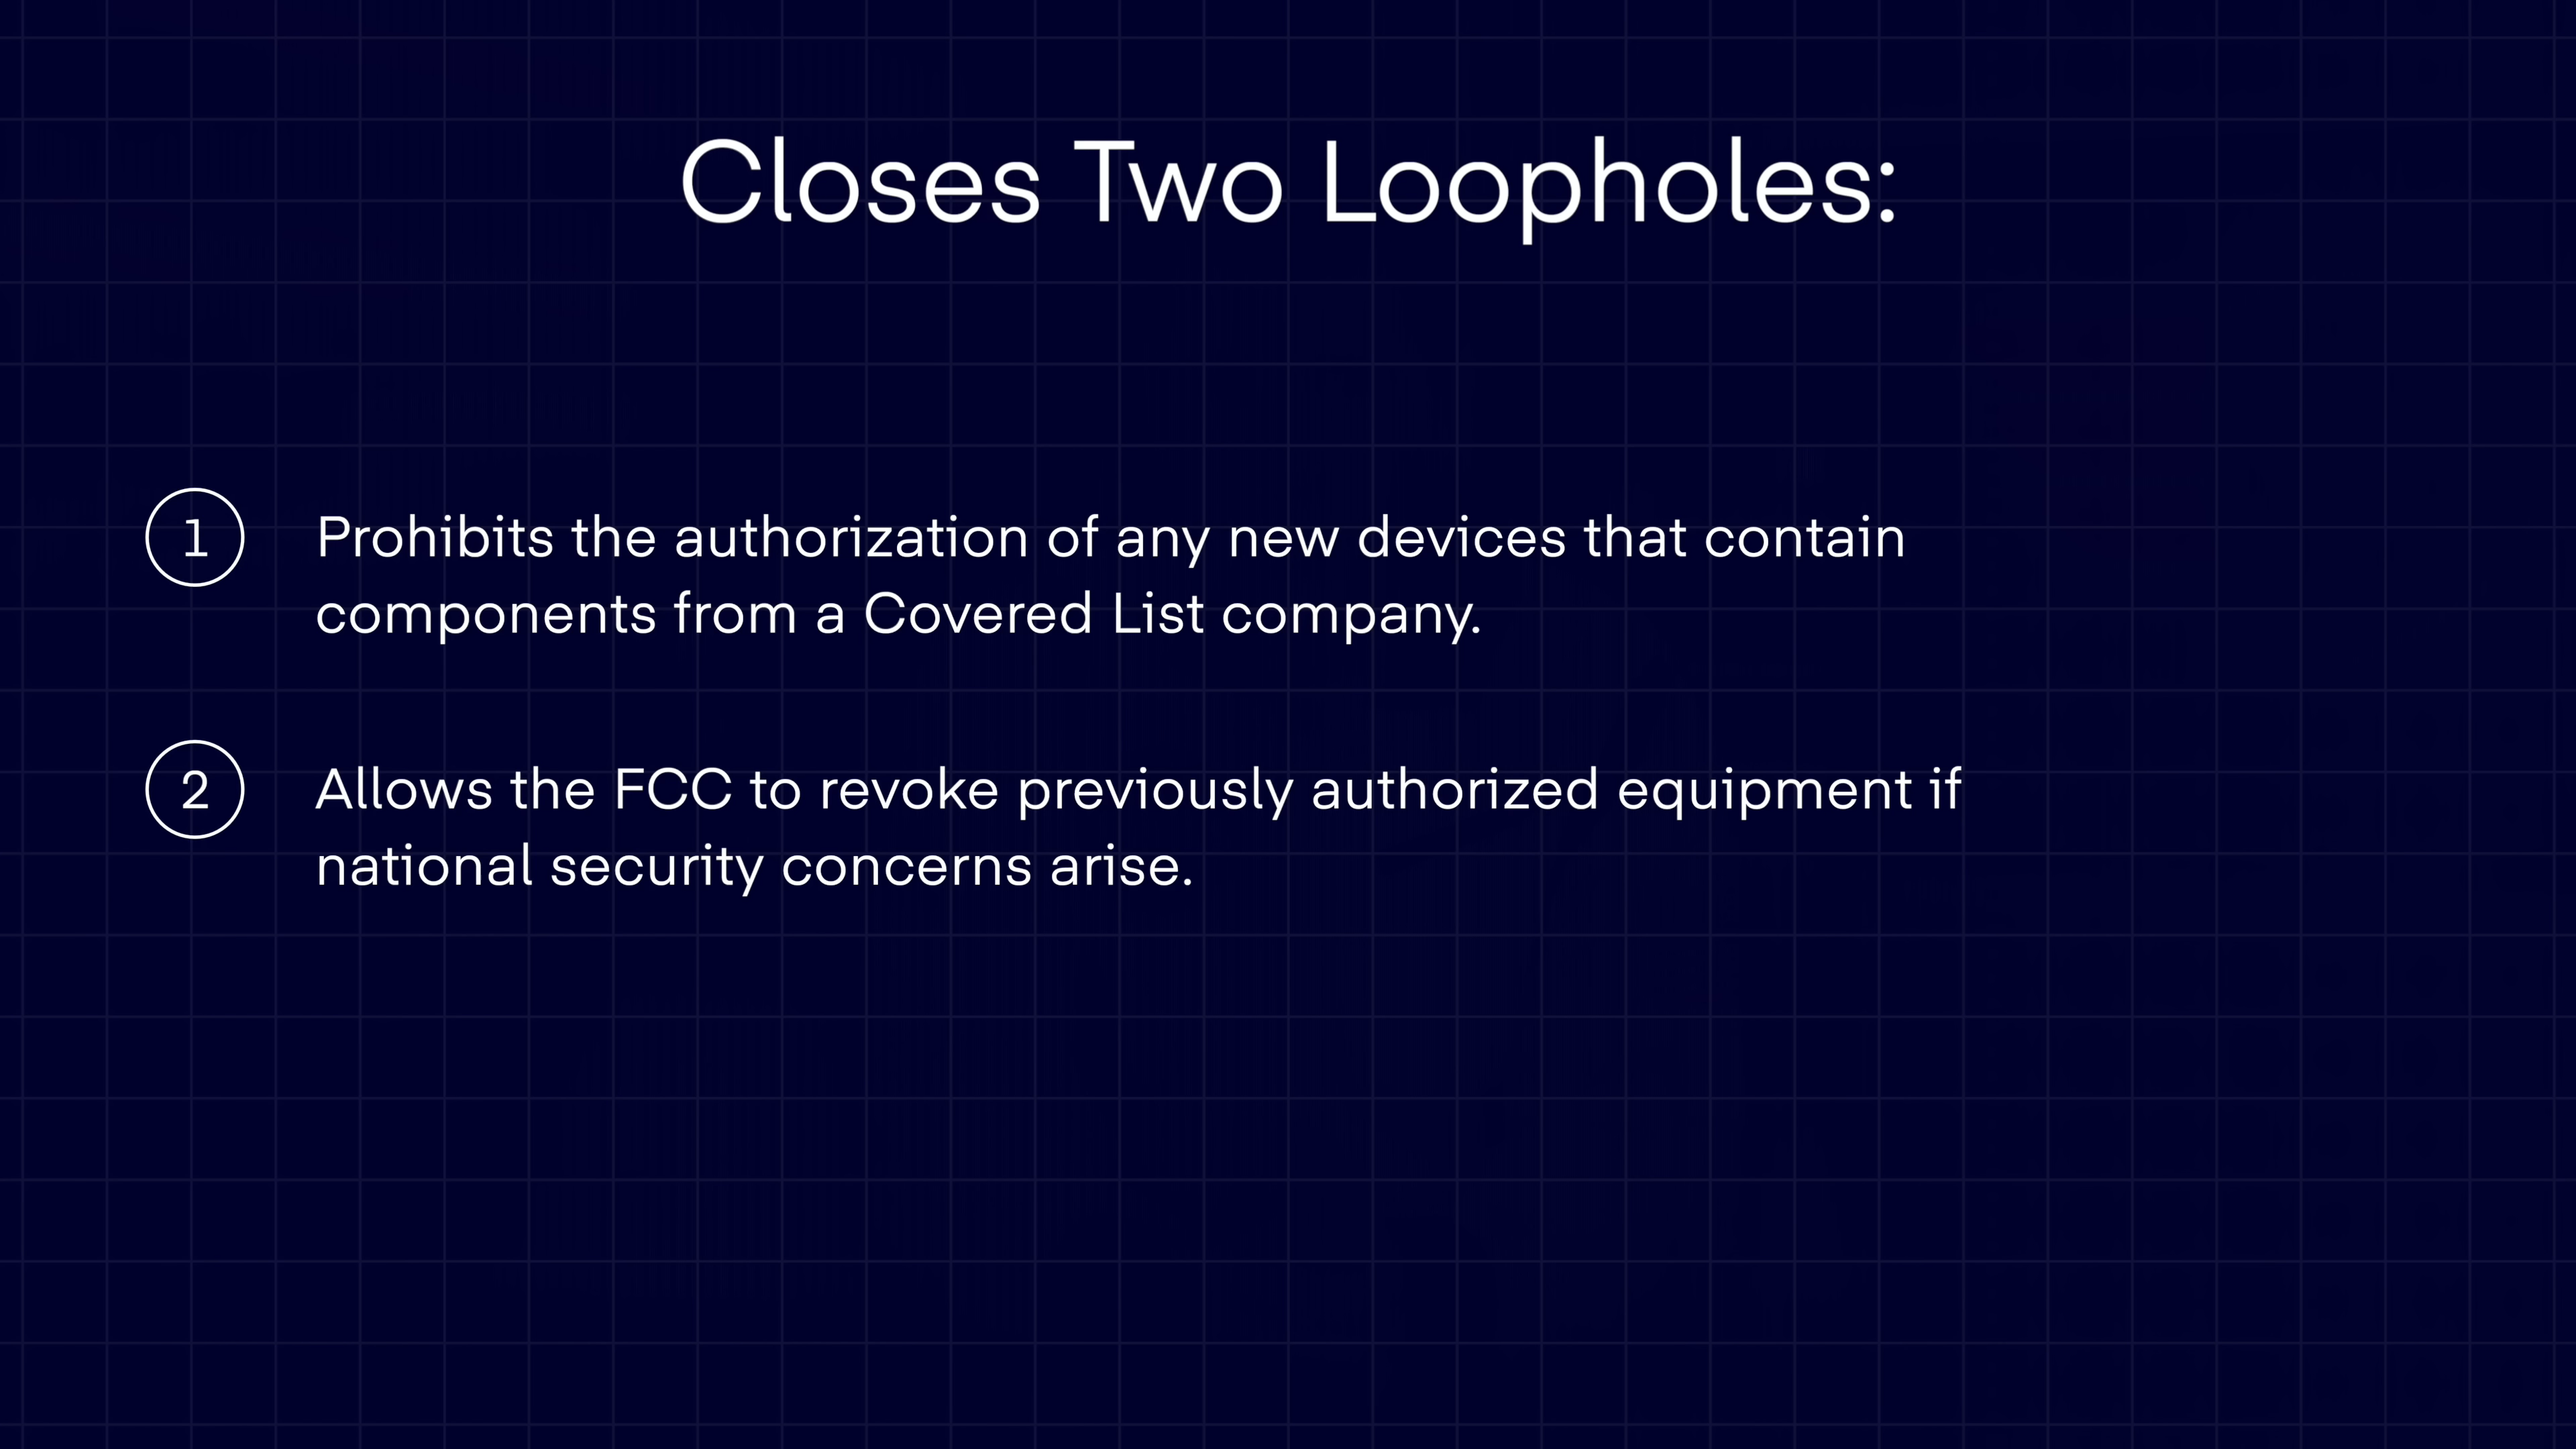 Closes Two Loopholes:
1 Prohibits the authorization of any new devices that contain
components from a Covered List company.
2 Allows the FCC to revoke previously authorized equipment if
national security concerns arise.